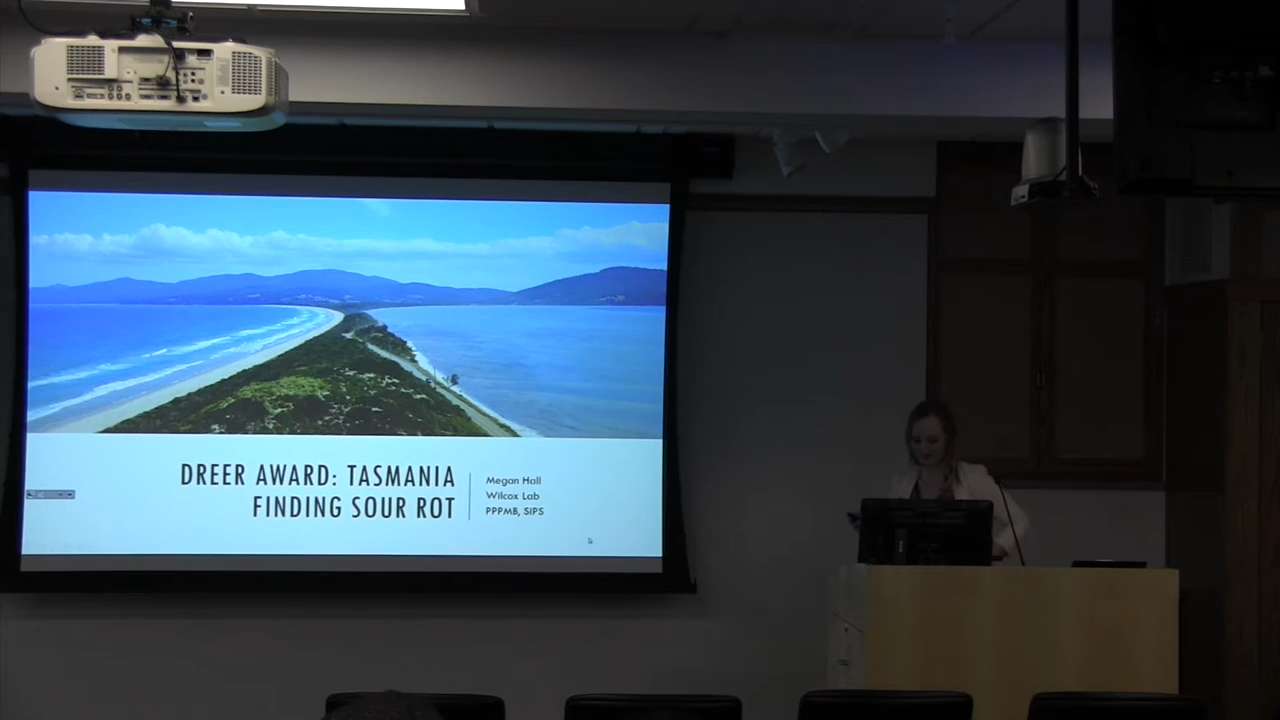 DREER AWARD: TASMANIA
FINDING SOUR ROT
Megan Hall
Wilcox Lab
PPPMB, SIPS